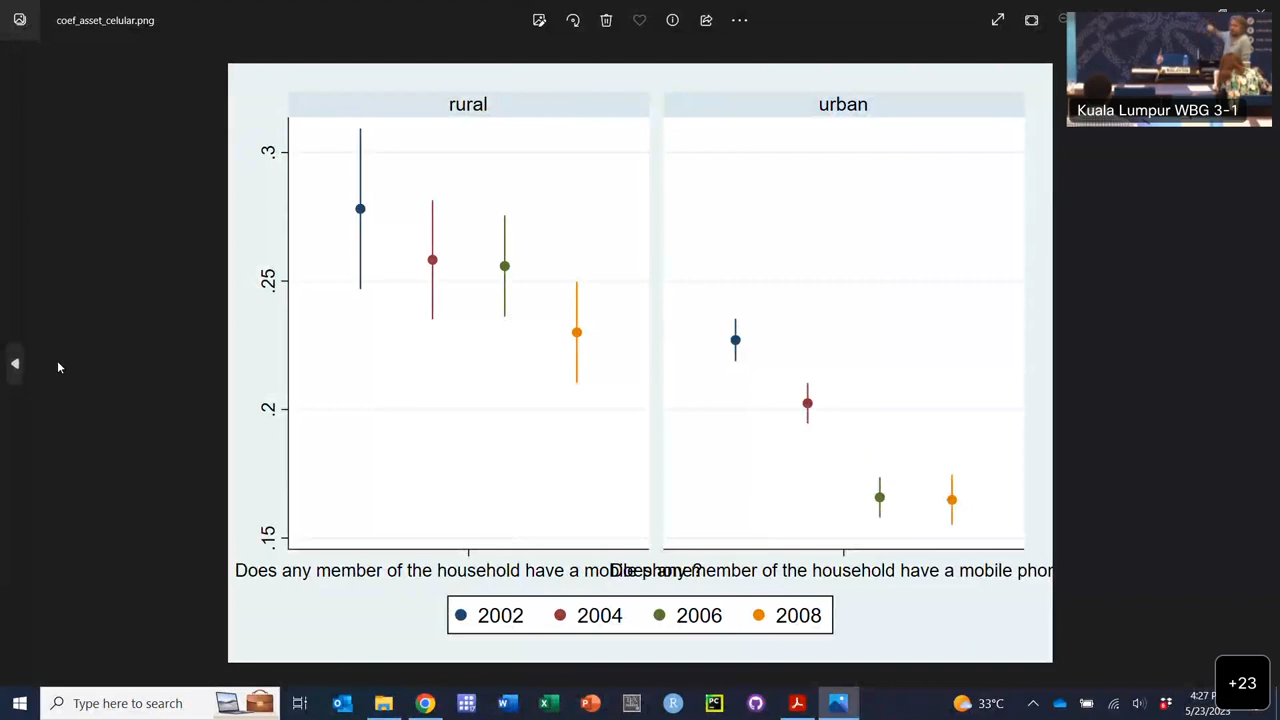 coef_asset_celular.png
Kuala Lumpur WBG 3-1
rural
urban
.3
.25
.2
.15
Does any member of the household have a mobile phone?
Does any member of the household have a mobile phon
2002
2004
2006
2008
+23
Type here to search
33°C
4:27 P
5/23/202